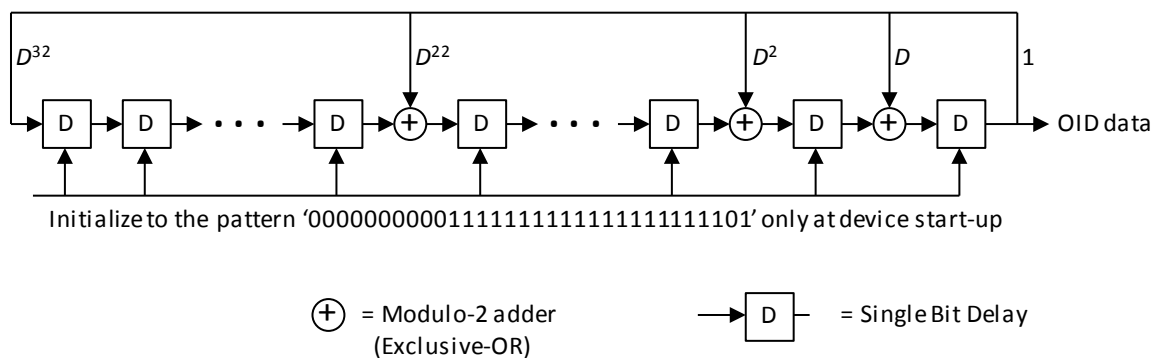 D³² D²² D² D 1
D D · · · D + D · · · D + D + D OID data
Initialize to the pattern '00000000001111111111111111111101' only at device start-up
+ = Modulo-2 adder D = Single Bit Delay
(Exclusive-OR)